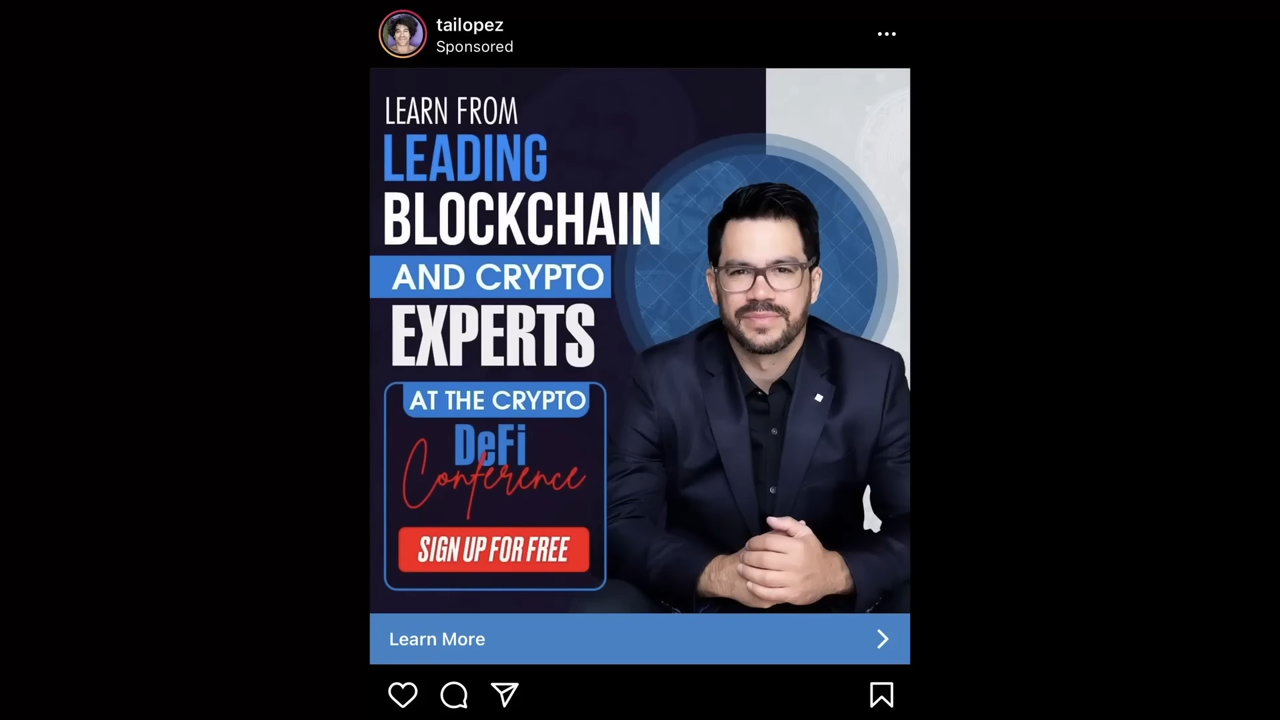 tailopez
Sponsored
LEARN FROM
LEADING
BLOCKCHAIN
AND CRYPTO
EXPERTS
AT THE CRYPTO
DeFi
Conference
SIGN UP FOR FREE
Learn More